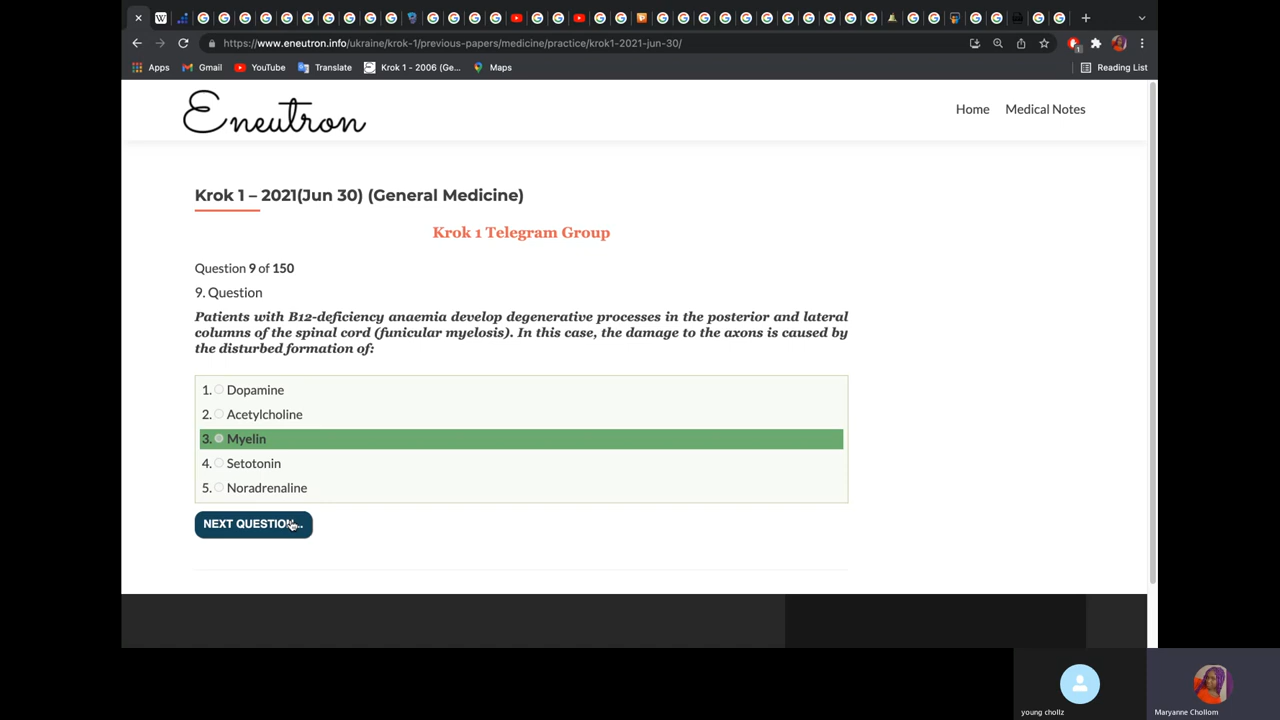 https://www.eneutron.info/ukraine/krok-1/previous-papers/medicine/practice/krok1-2021-jun-30/
Apps
Gmail
YouTube
Translate
Krok 1 - 2006 (Ge...
Maps
Reading List
Eneutron
Home
Medical Notes
Krok 1 – 2021(Jun 30) (General Medicine)
Krok 1 Telegram Group
Question 9 of 150
9. Question
Patients with B12-deficiency anaemia develop degenerative processes in the posterior and lateral
columns of the spinal cord (funicular myelosis). In this case, the damage to the axons is caused by
the disturbed formation of:
1. Dopamine
2. Acetylcholine
3. Myelin
4. Setotonin
5. Noradrenaline
NEXT QUESTION...
young chollz
Maryanne Chollom